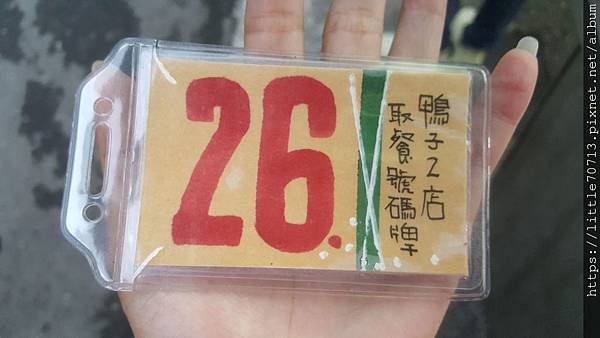 26.
鴨子2店
取餐號碼牌
https://little70713.pixnet.net/album